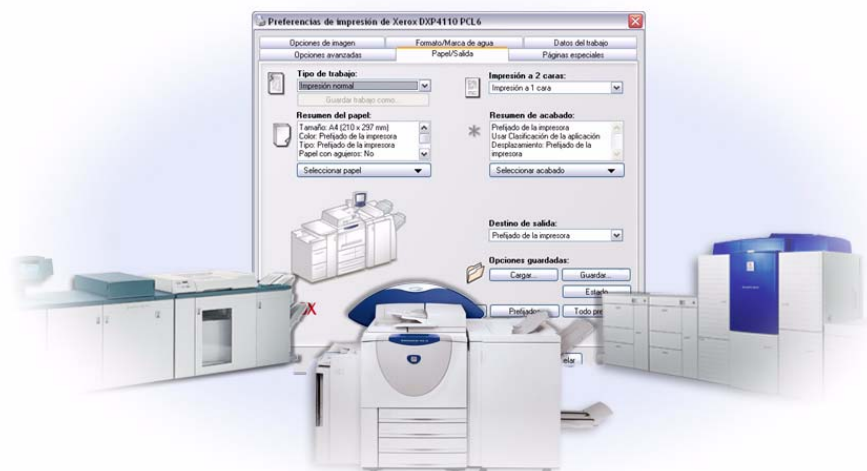 Preferencias de impresión de Xerox DXP4110 PCL6
Opciones de imagen
Formato/Marca de agua
Datos del trabajo
Opciones avanzadas
Papel/Salida
Páginas especiales
Tipo de trabajo:
Impresión normal
Guardar trabajo como...
Impresión a 2 caras:
Impresión a 1 cara
Resumen del papel:
Tamaño: A4 (210 x 297 mm)
Color: Prefijado de la impresora
Tipo: Prefijado de la impresora
Papel con agujeros: No
Seleccionar papel
Resumen de acabado:
Prefijado de la impresora
Usar Clasificación de la aplicación
Desplazamiento: Prefijado de la
impresora
Seleccionar acabado
Destino de salida:
Prefijado de la impresora
Opciones guardadas:
Cargar...
Guardar...
Estado
Todo pre
elar